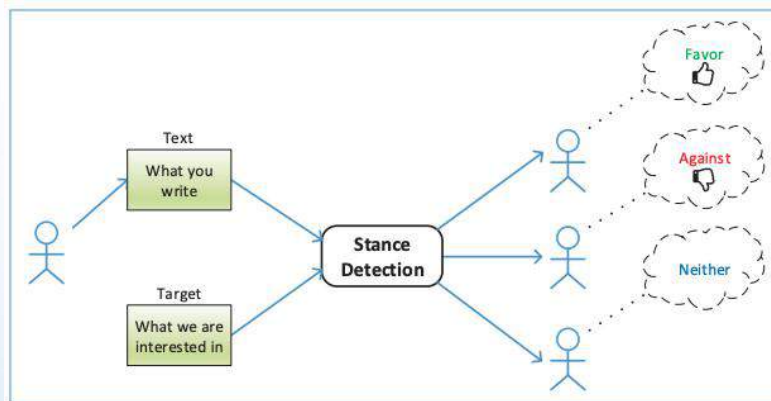 Text
What you
write
Target
What we are
interested in
Stance
Detection
Favor
Against
Neither